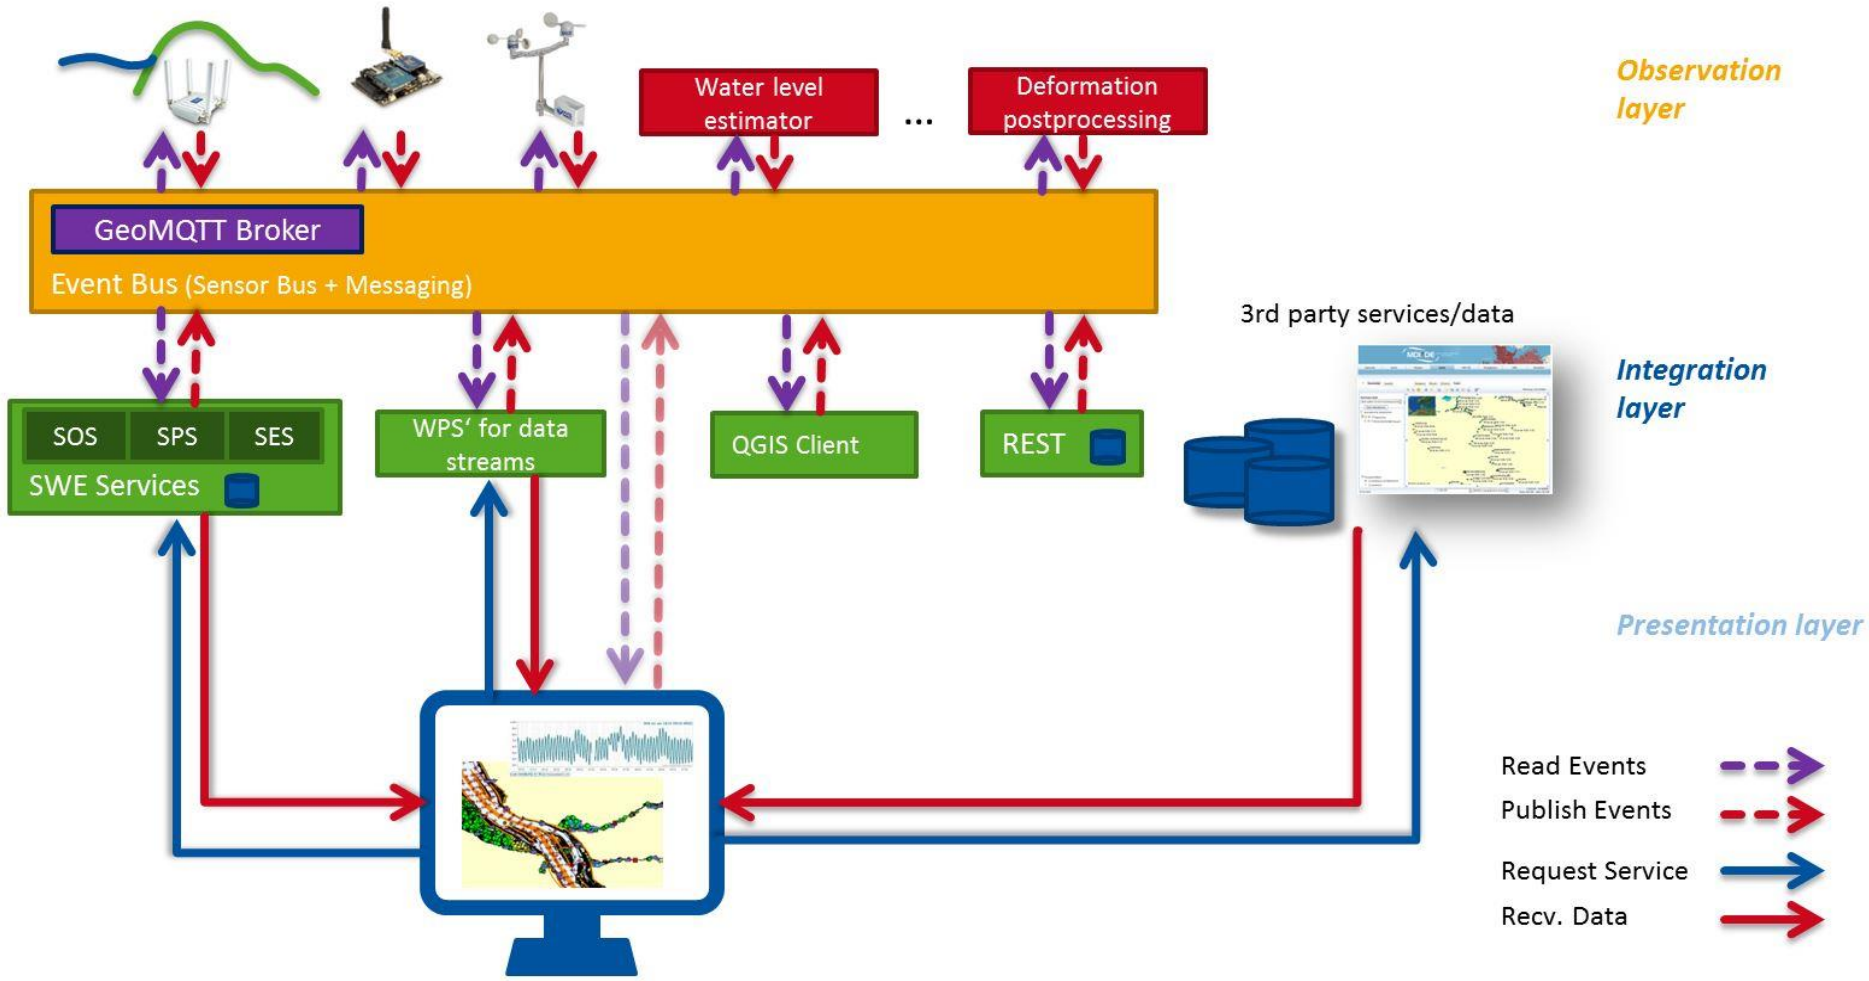 Water level
estimator
...
Deformation
postprocessing
Observation
layer
GeoMQTT Broker
Event Bus (Sensor Bus + Messaging)
3rd party services/data
MDI-DE
Integration
layer
SOS
SPS
SES
SWE Services
WPS‘ for data
streams
QGIS Client
REST
Presentation layer
Read Events
Publish Events
Request Service
Recv. Data